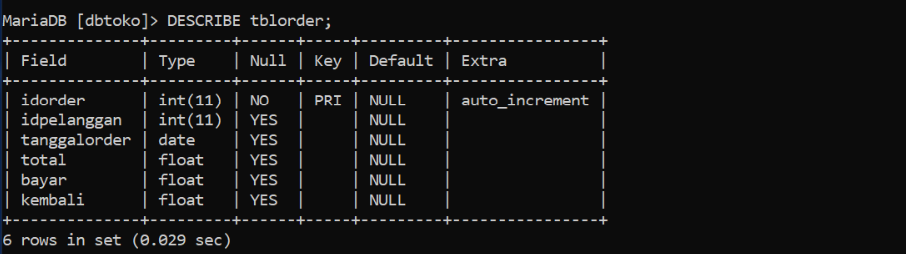 MariaDB [dbtoko]> DESCRIBE tblorder;
+--------------+---------+------+-----+---------+----------------+
| Field        | Type    | Null | Key | Default | Extra          |
+--------------+---------+------+-----+---------+----------------+
| idorder      | int(11) | NO   | PRI | NULL    | auto_increment |
| idpelanggan  | int(11) | YES  |     | NULL    |                |
| tanggalorder | date    | YES  |     | NULL    |                |
| total        | float   | YES  |     | NULL    |                |
| bayar        | float   | YES  |     | NULL    |                |
| kembali      | float   | YES  |     | NULL    |                |
+--------------+---------+------+-----+---------+----------------+
6 rows in set (0.029 sec)